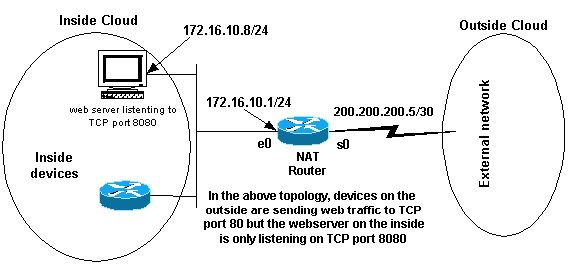 Inside Cloud
Outside Cloud
172.16.10.8/24
web server listenting to
TCP port 8080
172.16.10.1/24
200.200.200.5/30
e0
s0
NAT
Router
External network
Inside
devices
In the above topology, devices on the
outside are sending web traffic to TCP
port 80 but the webserver on the inside
is only listening on TCP port 8080